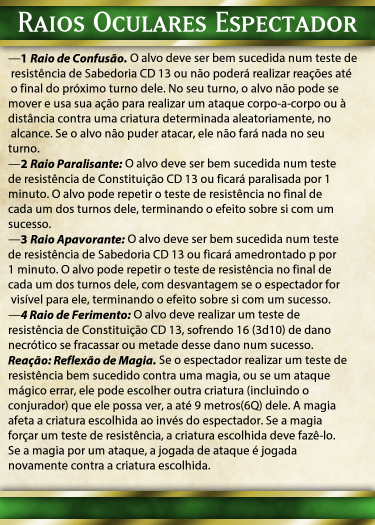 Raios Oculares Espectador
—1 Raio de Confusão. O alvo deve ser bem sucedida num teste
resistência de Sabedoria CD 13 ou não poderá realizar reações até
o final do próximo turno dele. No seu turno, o alvo não pode se
mover e usa sua ação para realizar um ataque corpo-a-corpo ou à
distância contra uma criatura determinada aleatoriamente, no
alcance. Se o alvo não puder atacar, ele não fará nada no seu
turno.
—2 Raio Paralisante: O alvo deve ser bem sucedida num teste
de resistência de Constituição CD 13 ou ficará paralisada por 1
minuto. O alvo pode repetir o teste de resistência no final de
cada um dos turnos dele, terminando o efeito sobre si com um
sucesso.
—3 Raio Apavorante: O alvo deve ser bem sucedida num teste
de resistência de Sabedoria CD 13 ou ficará amedrontado p por
1 minuto. O alvo pode repetir o teste de resistência no final de
cada um dos turnos dele, com desvantagem se o espectador for
visível para ele, terminando o efeito sobre si com um sucesso.
—4 Raio de Ferimento: O alvo deve realizar um teste de
resistência de Constituição CD 13, sofrendo 16 (3d10) de dano
necrótico se fracassar ou metade desse dano num sucesso.
Reação: Reflexão de Magia. Se o espectador realizar um teste de
resistência bem sucedido contra uma magia, ou se um ataque
mágico errar, ele pode escolher outra criatura (incluindo o
conjurador) que ele possa ver, a até 9 metros(6Q) dele. A magia
afeta a criatura escolhida ao invés do espectador. Se a magia
forçar um teste de resistência, a criatura escolhida deve fazê-lo.
Se a magia por um ataque, a jogada de ataque é jogada
novamente contra a criatura escolhida.